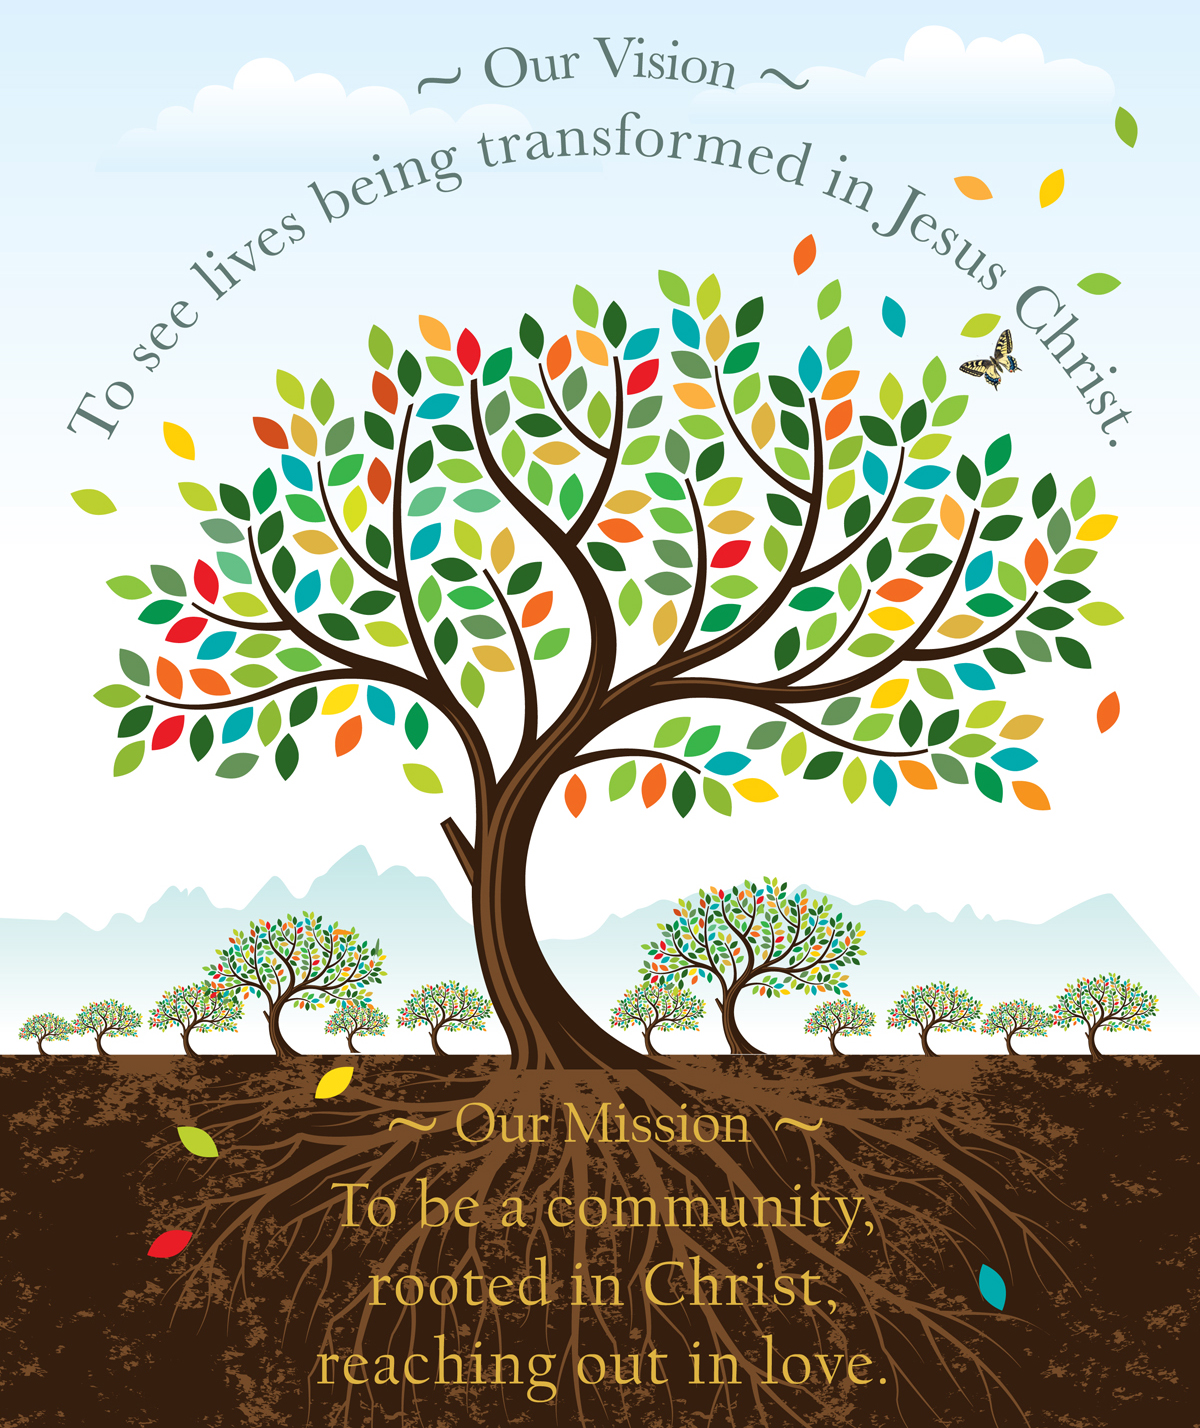 ~ Our Vision ~
To see lives being transformed in Jesus Christ.
~ Our Mission ~
To be a community,
rooted in Christ,
reaching out in love.